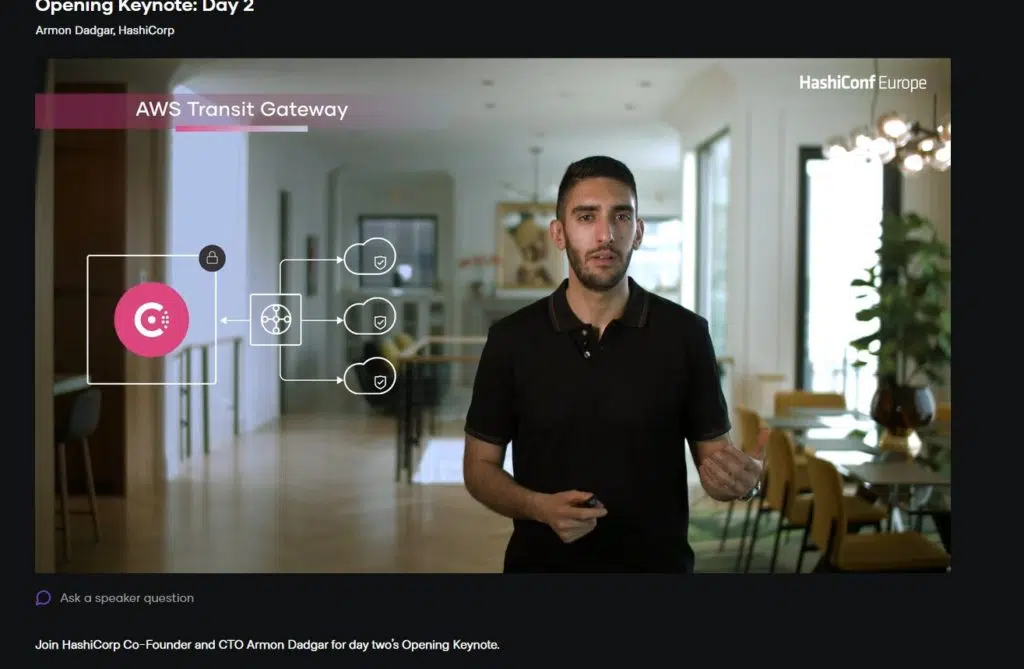 Opening Keynote: Day 2
Armon Dadgar, HashiCorp
HashiConf Europe
AWS Transit Gateway
Ask a speaker question
Join HashiCorp Co-Founder and CTO Armon Dadgar for day two's Opening Keynote.